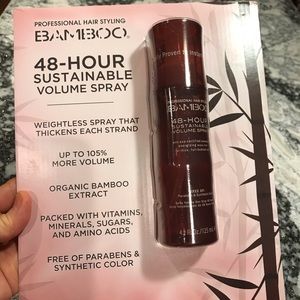 PROFESSIONAL HAIR STYLING
BAMBOO
48-HOUR
SUSTAINABLE
VOLUME SPRAY
WEIGHTLESS SPRAY THAT
THICKENS EACH STRAND
UP TO 105%
MORE VOLUME
ORGANIC BAMBOO
EXTRACT
PACKED WITH VITAMINS,
MINERALS, SUGARS,
AND AMINO ACIDS
FREE OF PARABENS &
SYNTHETIC COLOR
Proven to
PROFESSIONAL HAIR
BAMBOO
48-HOUR
SUSTAINABLE
VOLUME SPRAY